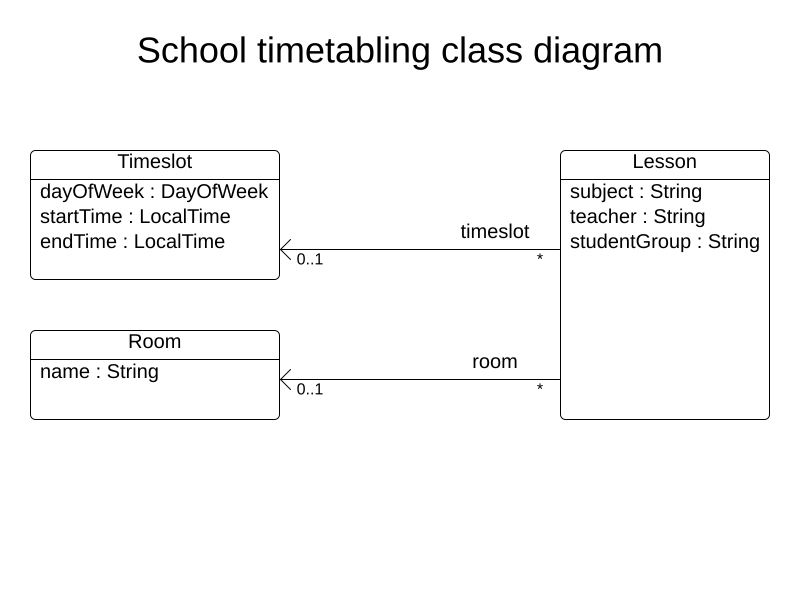 School timetabling class diagram
Timeslot
dayOfWeek : DayOfWeek
startTime : LocalTime
endTime : LocalTime
Lesson
subject : String
teacher : String
studentGroup : String
timeslot
0..1
*
Room
name : String
room
0..1
*